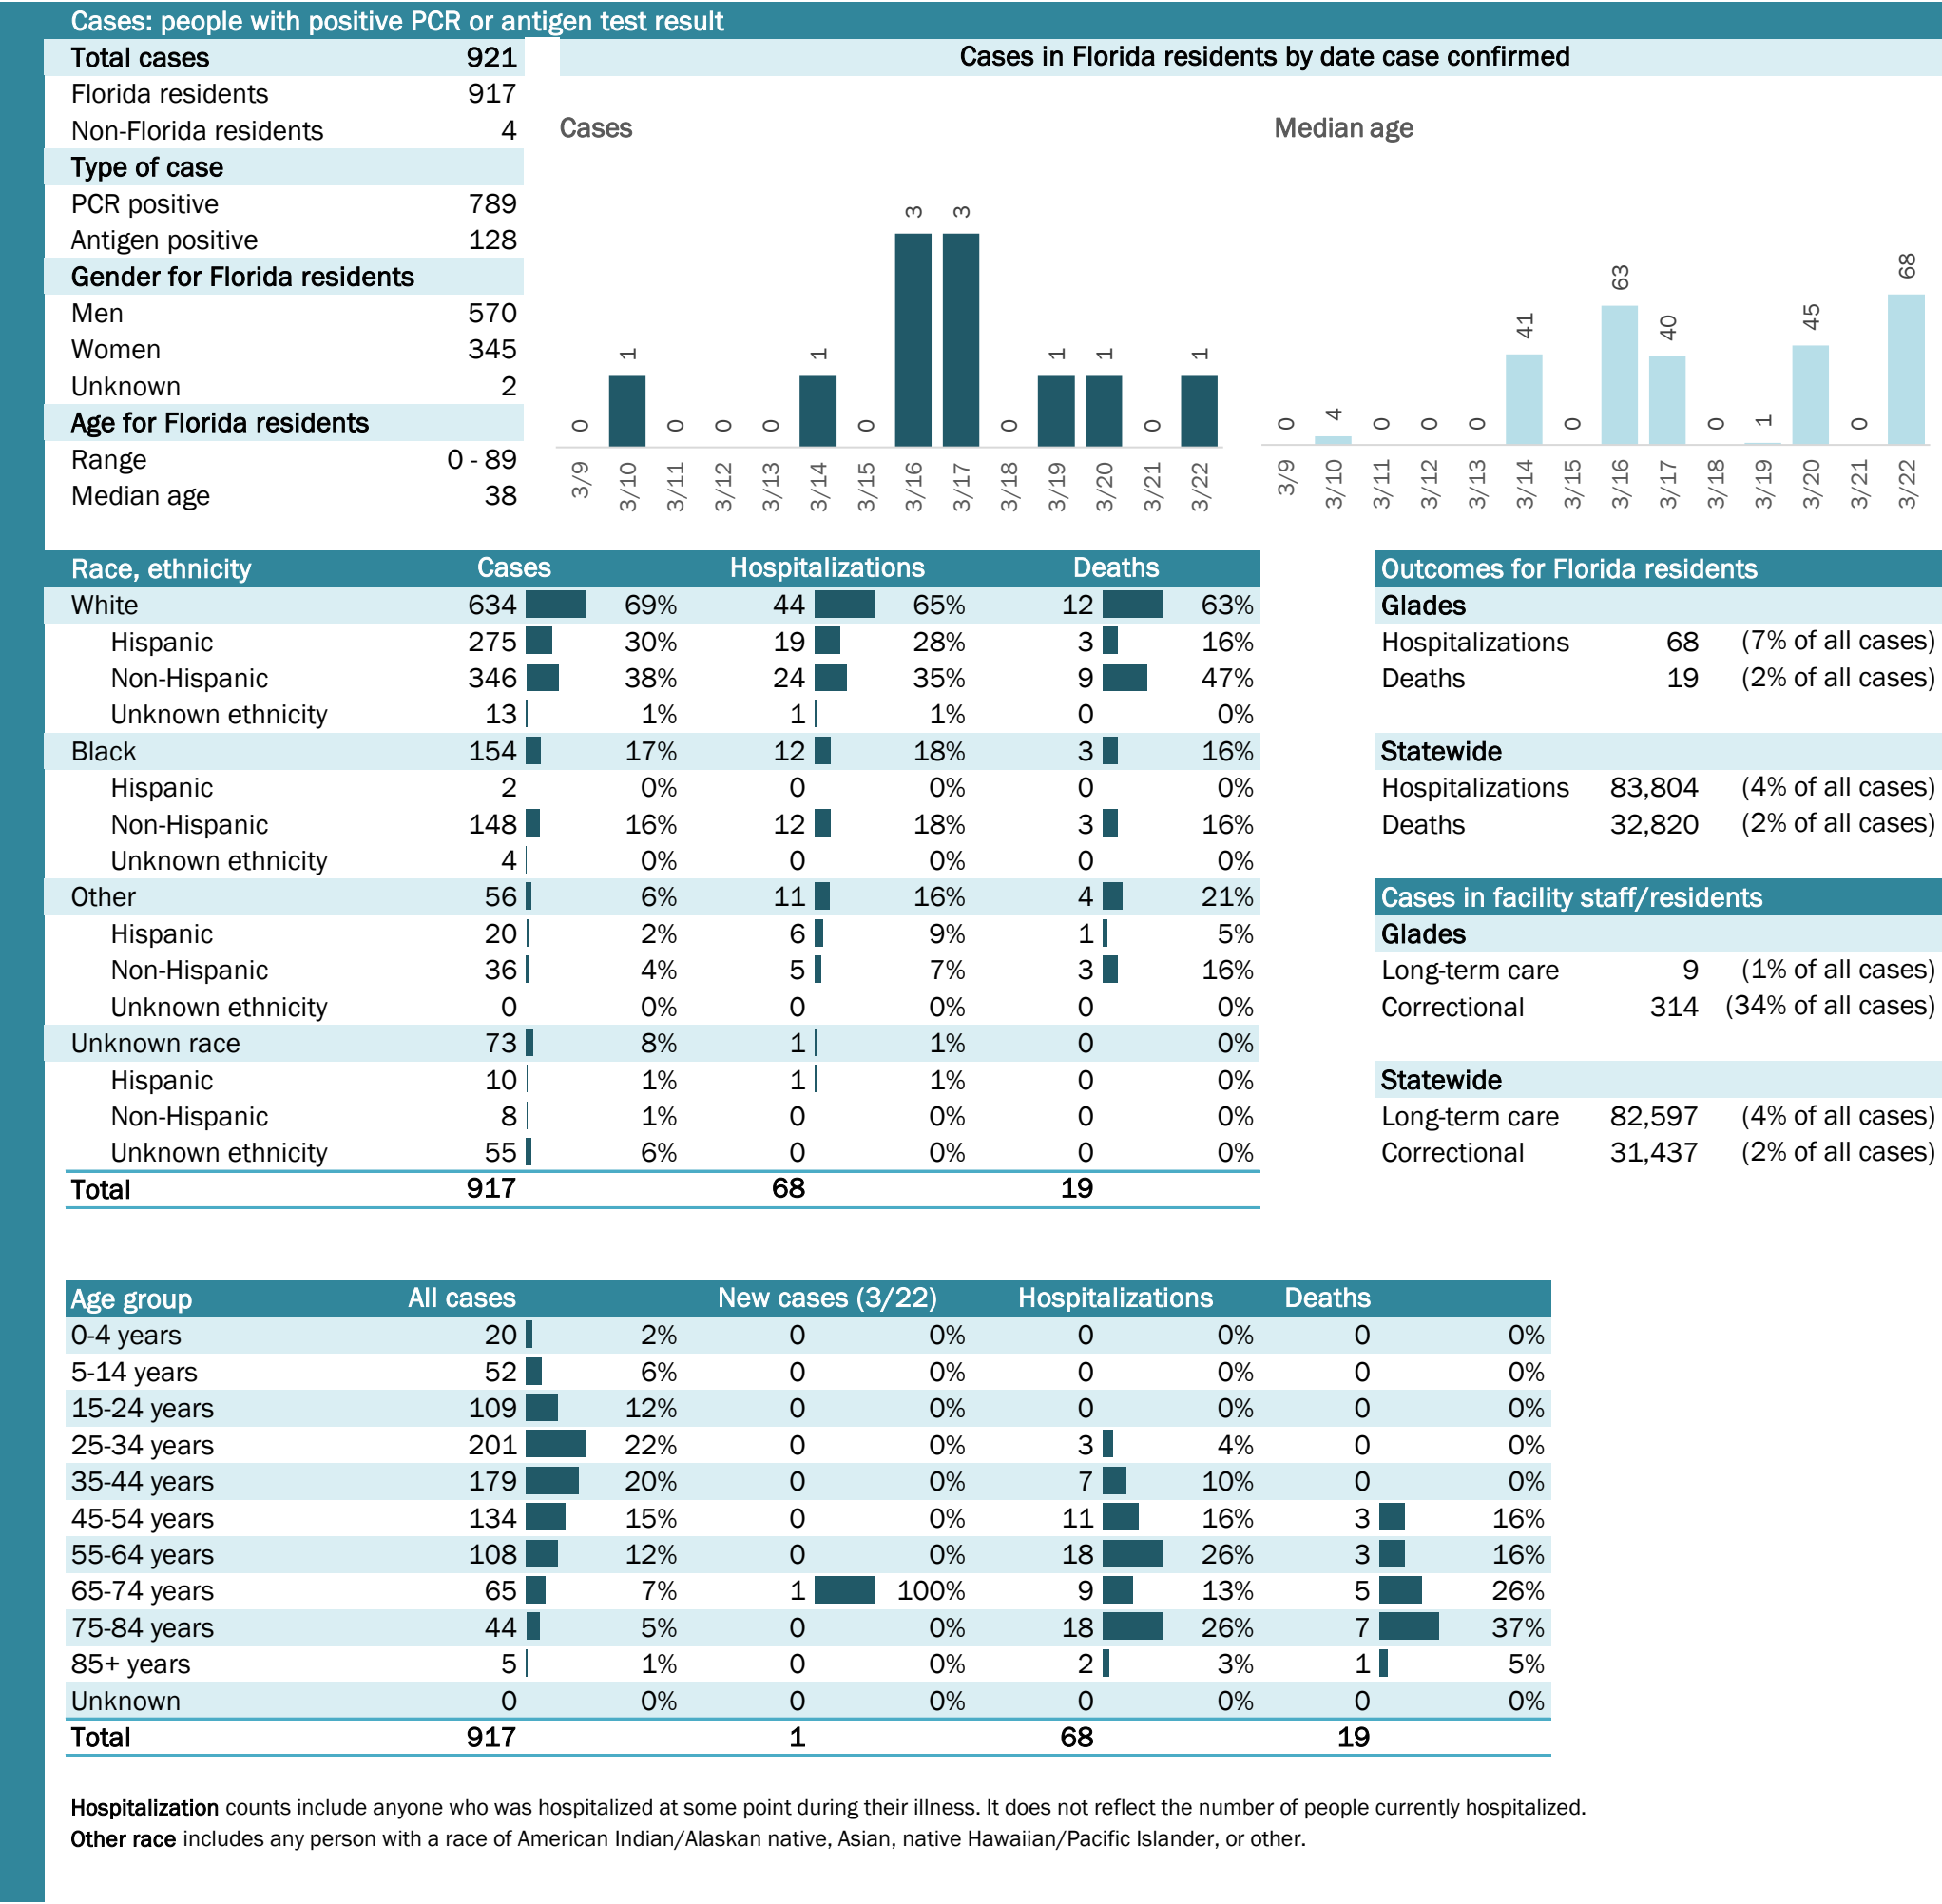 Cases: people with positive PCR or antigen test result
Total cases 921
Florida residents 917
Non-Florida residents 4
Type of case
PCR positive 789
Antigen positive 128
Gender for Florida residents
Men 570
Women 345
Unknown 2
Age for Florida residents
Range 0 - 89
Median age 38
Cases in Florida residents by date case confirmed
Cases
0 1 0 0 0 1 0 3 3 0 1 1 0 1
3/9 3/10 3/11 3/12 3/13 3/14 3/15 3/16 3/17 3/18 3/19 3/20 3/21 3/22
Median age
0 4 0 0 0 41 0 63 40 0 1 45 0 68
3/9 3/10 3/11 3/12 3/13 3/14 3/15 3/16 3/17 3/18 3/19 3/20 3/21 3/22
Race, ethnicity Cases Hospitalizations Deaths
White 634 69% 44 65% 12 63%
Hispanic 275 30% 19 28% 3 16%
Non-Hispanic 346 38% 24 35% 9 47%
Unknown ethnicity 13 1% 1 1% 0 0%
Black 154 17% 12 18% 3 16%
Hispanic 2 0% 0 0% 0 0%
Non-Hispanic 148 16% 12 18% 3 16%
Unknown ethnicity 4 0% 0 0% 0 0%
Other 56 6% 11 16% 4 21%
Hispanic 20 2% 6 9% 1 5%
Non-Hispanic 36 4% 5 7% 3 16%
Unknown ethnicity 0 0% 0 0% 0 0%
Unknown race 73 8% 1 1% 0 0%
Hispanic 10 1% 1 1% 0 0%
Non-Hispanic 8 1% 0 0% 0 0%
Unknown ethnicity 55 6% 0 0% 0 0%
Total 917 68 19
Outcomes for Florida residents
Glades
Hospitalizations 68 (7% of all cases)
Deaths 19 (2% of all cases)
Statewide
Hospitalizations 83,804 (4% of all cases)
Deaths 32,820 (2% of all cases)
Cases in facility staff/residents
Glades
Long-term care 9 (1% of all cases)
Correctional 314 (34% of all cases)
Statewide
Long-term care 82,597 (4% of all cases)
Correctional 31,437 (2% of all cases)
Age group All cases New cases (3/22) Hospitalizations Deaths
0-4 years 20 2% 0 0% 0 0% 0 0%
5-14 years 52 6% 0 0% 0 0% 0 0%
15-24 years 109 12% 0 0% 0 0% 0 0%
25-34 years 201 22% 0 0% 3 4% 0 0%
35-44 years 179 20% 0 0% 7 10% 0 0%
45-54 years 134 15% 0 0% 11 16% 3 16%
55-64 years 108 12% 0 0% 18 26% 3 16%
65-74 years 65 7% 1 100% 9 13% 5 26%
75-84 years 44 5% 0 0% 18 26% 7 37%
85+ years 5 1% 0 0% 2 3% 1 5%
Unknown 0 0% 0 0% 0 0% 0 0%
Total 917 1 68 19
Hospitalization counts include anyone who was hospitalized at some point during their illness. It does not reflect the number of people currently hospitalized.
Other race includes any person with a race of American Indian/Alaskan native, Asian, native Hawaiian/Pacific Islander, or other.